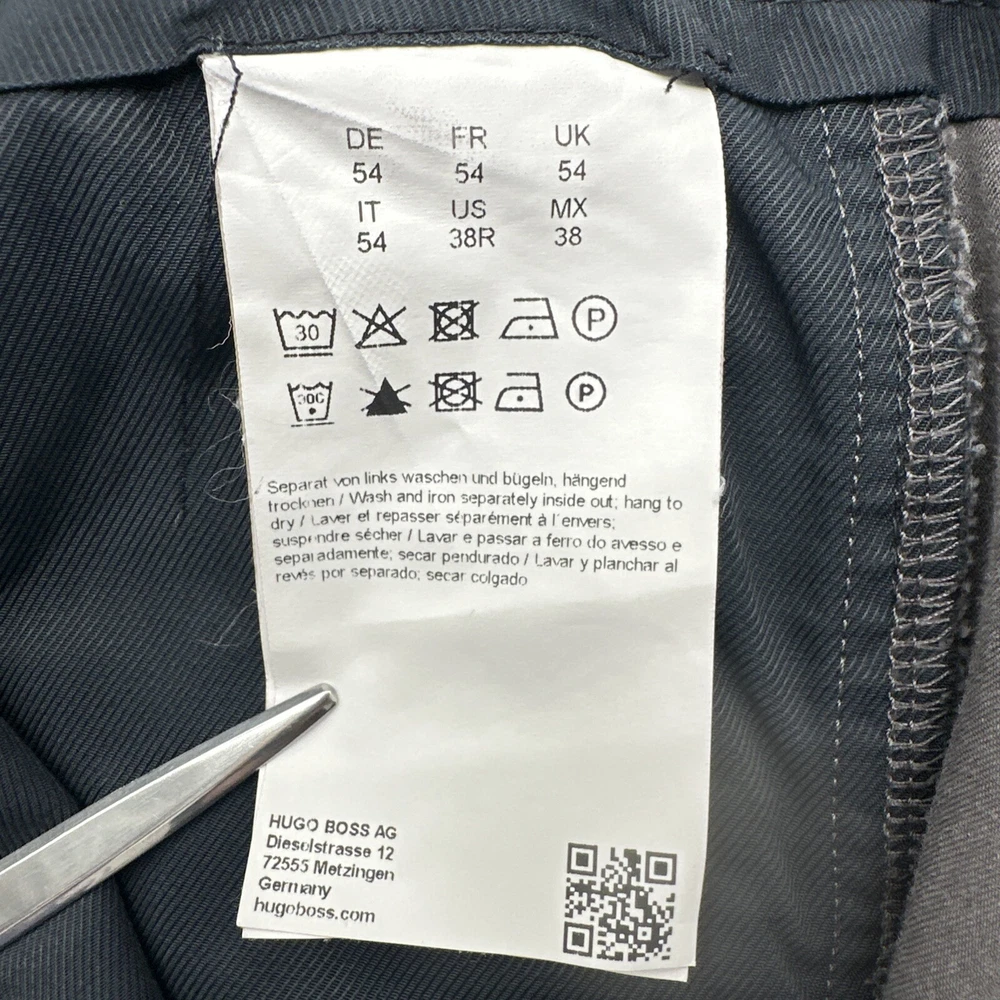 DE FR UK
54 54 54
IT US MX
54 38R 38
30 P
30C P
Separat von links waschen und bügeln, hängend
trocknen / Wash and iron separately inside out; hang to
dry / Laver et repasser séparément à l'envers;
suspendre sécher / Lavar e passar a ferro do avesso e
separadamente; secar pendurado / Lavar y planchar al
revés por separado; secar colgado
HUGO BOSS AG
Dieselstrasse 12
72555 Metzingen
Germany
hugoboss.com